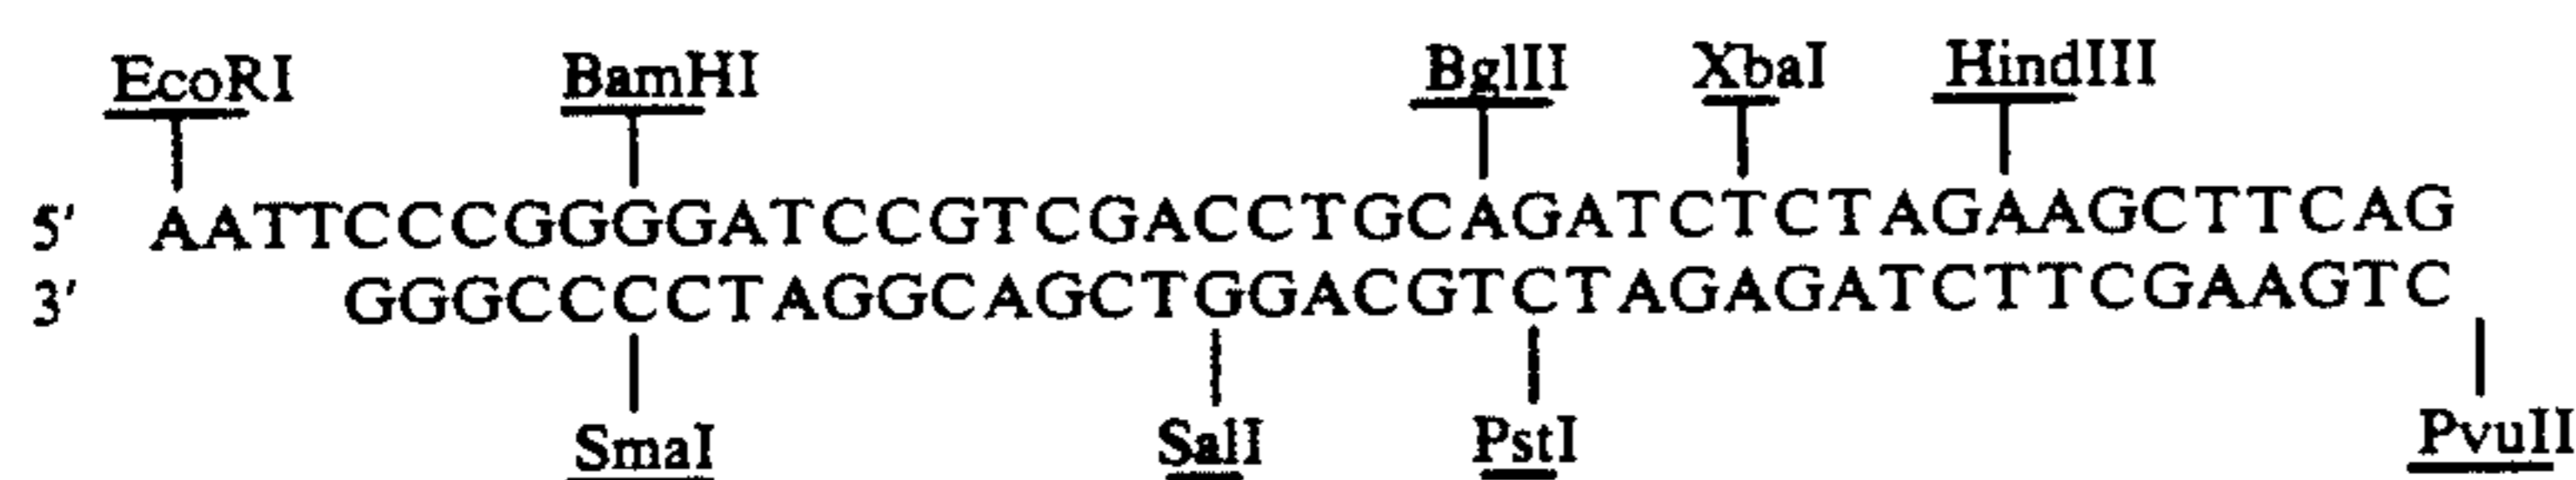 EcoRI BamHI BglII XbaI HindIII
5' AATTCCCGGGGATCCGTCGACCTGCAGATCTCTAGAAGCTTCAG
3' GGGCCCCTAGGCAGCTGGACGTCTAGAGATCTTCGAAGTC
SmaI SalI PstI PvuII